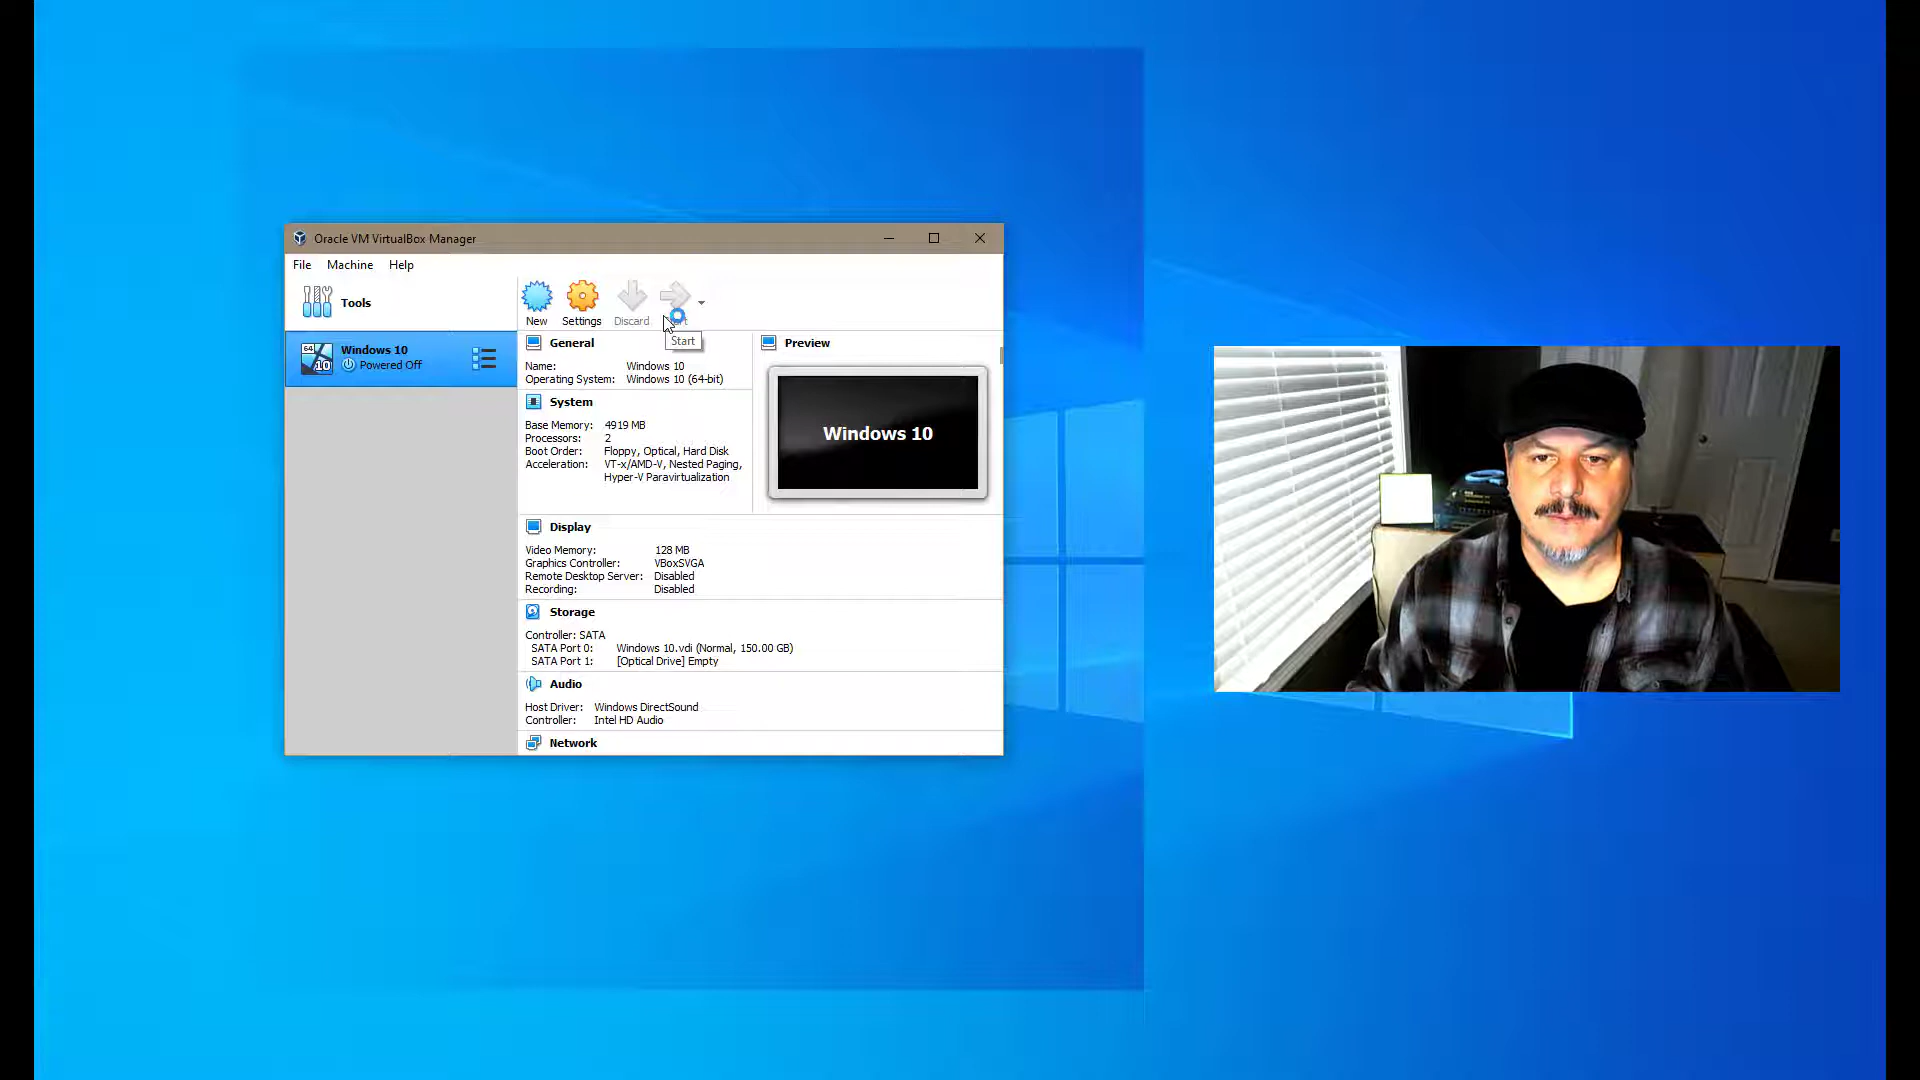 Oracle VM VirtualBox Manager
File Machine Help
Tools
New Settings Discard
Start
Windows 10
Powered Off
64
10
General
Name: Windows 10
Operating System: Windows 10 (64-bit)
System
Base Memory: 4919 MB
Processors: 2
Boot Order: Floppy, Optical, Hard Disk
Acceleration: VT-x/AMD-V, Nested Paging,
Hyper-V Paravirtualization
Preview
Windows 10
Display
Video Memory: 128 MB
Graphics Controller: VBoxSVGA
Remote Desktop Server: Disabled
Recording: Disabled
Storage
Controller: SATA
SATA Port 0: Windows 10.vdi (Normal, 150.00 GB)
SATA Port 1: [Optical Drive] Empty
Audio
Host Driver: Windows DirectSound
Controller: Intel HD Audio
Network